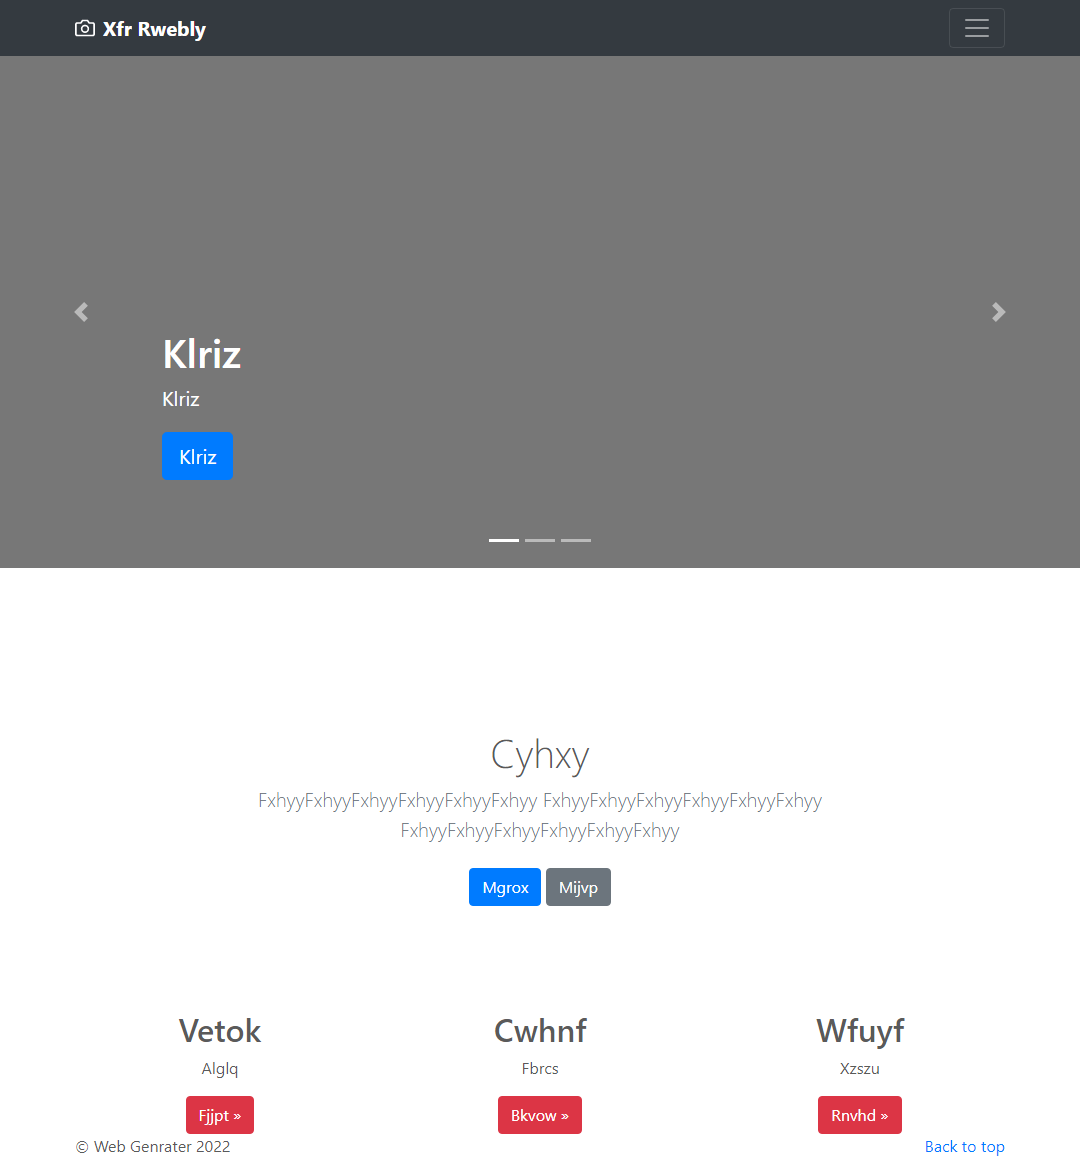 Xfr Rwebly
Klriz
Klriz
Klriz
Cyhxy
FxhyyFxhyyFxhyyFxhyyFxhyyFxhyy FxhyyFxhyyFxhyyFxhyyFxhyyFxhyy
FxhyyFxhyyFxhyyFxhyyFxhyyFxhyy
Mgrox Mijvp
Vetok Cwhnf Wfuyf
Alglq Fbrcs Xzszu
Fjjpt » Bkvow » Rnvhd »
© Web Genrater 2022 Back to top